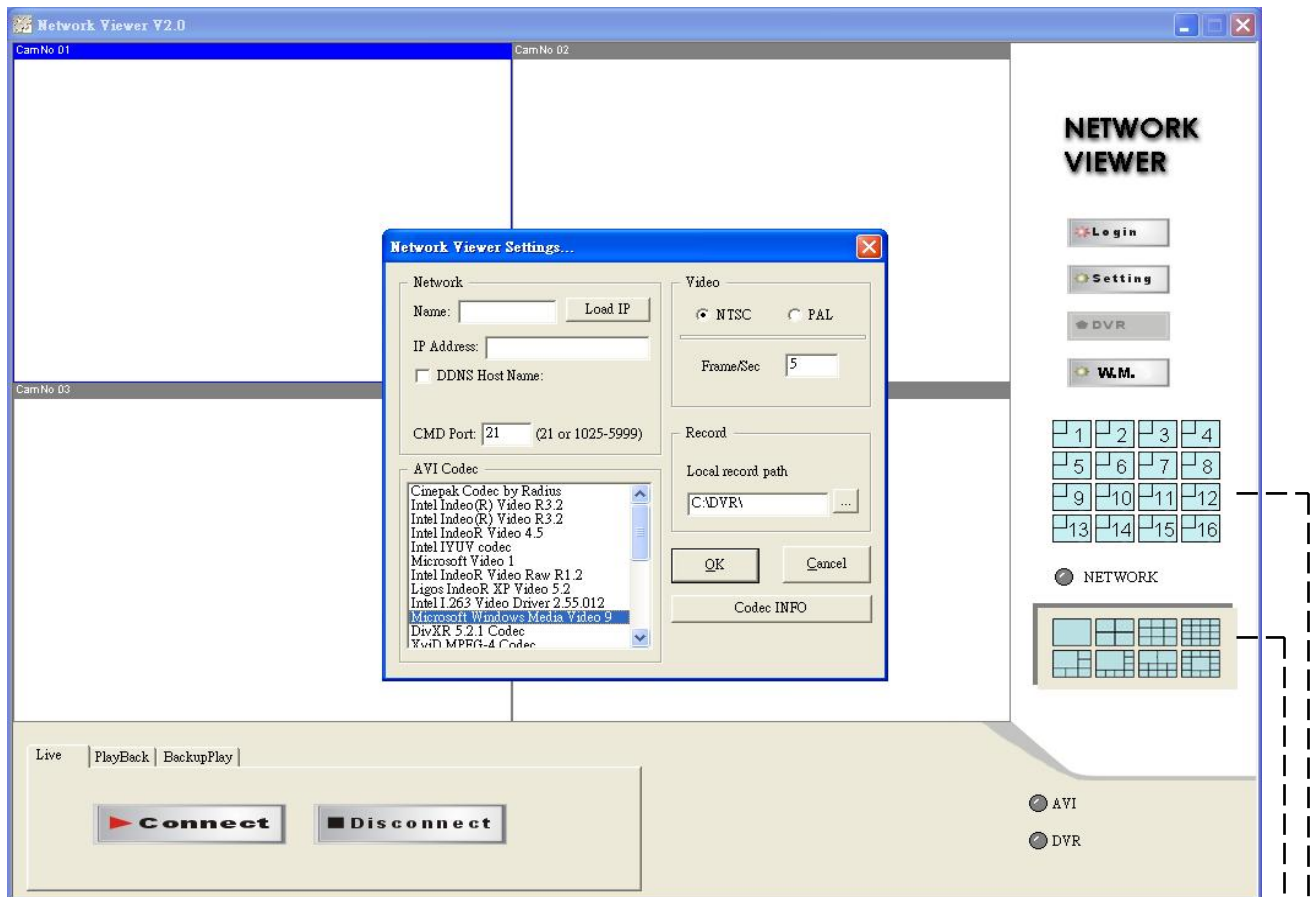 Network Viewer V2.0
CamNo 01
CamNo 02
CamNo 03
NETWORK
VIEWER
Login
Setting
DVR
W.M.
1 2 3 4
5 6 7 8
9 10 11 12
13 14 15 16
NETWORK
AVI
DVR
Network Viewer Settings...
Network
Name:
Load IP
IP Address:
DDNS Host Name:
CMD Port: 21 (21 or 1025-5999)
AVI Codec
Cinepak Codec by Radius
Intel Indeo(R) Video R3.2
Intel Indeo(R) Video R3.2
Intel IndeoR Video 4.5
Intel IYUV codec
Microsoft Video 1
Intel IndeoR Video Raw R1.2
Ligos IndeoR XP Video 5.2
Intel I.263 Video Driver 2.55.012
Microsoft Windows Media Video 9
DivXR 5.2.1 Codec
XviD MPEG-4 Codec
Video
NTSC
PAL
Frame/Sec 5
Record
Local record path
C:\DVR\
...
OK
Cancel
Codec INFO
Live
PlayBack
BackupPlay
Connect
Disconnect